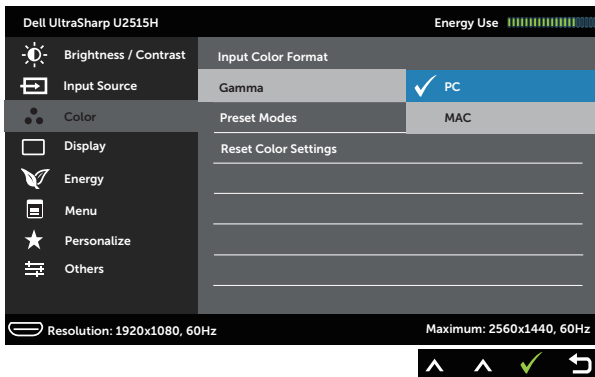 Dell UltraSharp U2515H Energy Use
Brightness / Contrast
Input Source
Color
Display
Energy
Menu
Personalize
Others
Input Color Format
Gamma
Preset Modes
Reset Color Settings
PC
MAC
Resolution: 1920x1080, 60Hz Maximum: 2560x1440, 60Hz